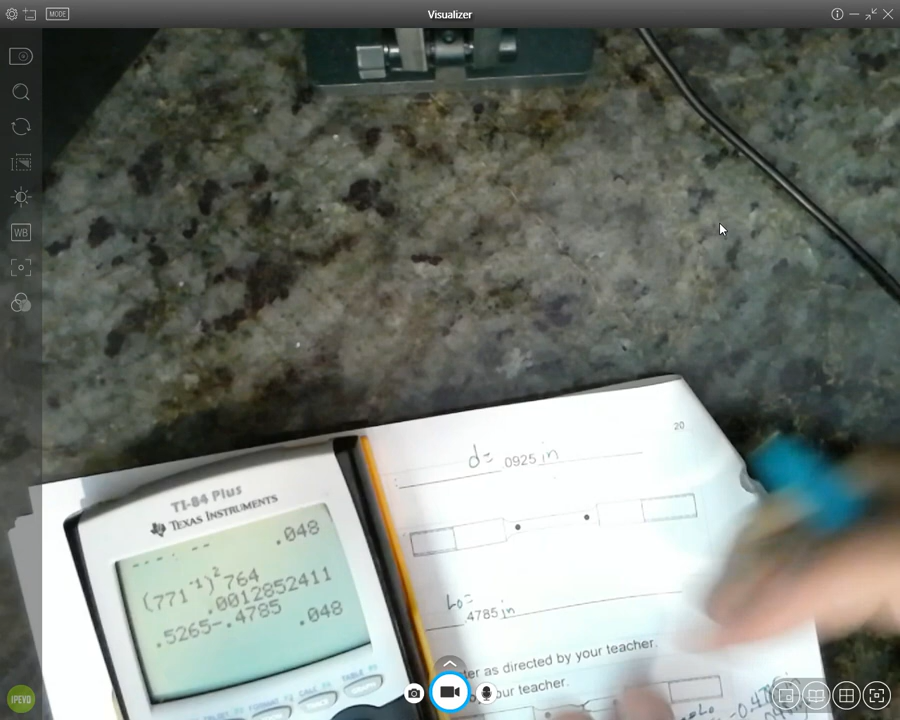 MODE
Visualizer
WB
20
d= 0925 in
TI-84 Plus
TEXAS INSTRUMENTS
.048
(771⁻¹)²764
.0012852411
.5265-.4785
.048
Lo=
.4785 in
as directed by your teacher.
your teacher.
IPEVO